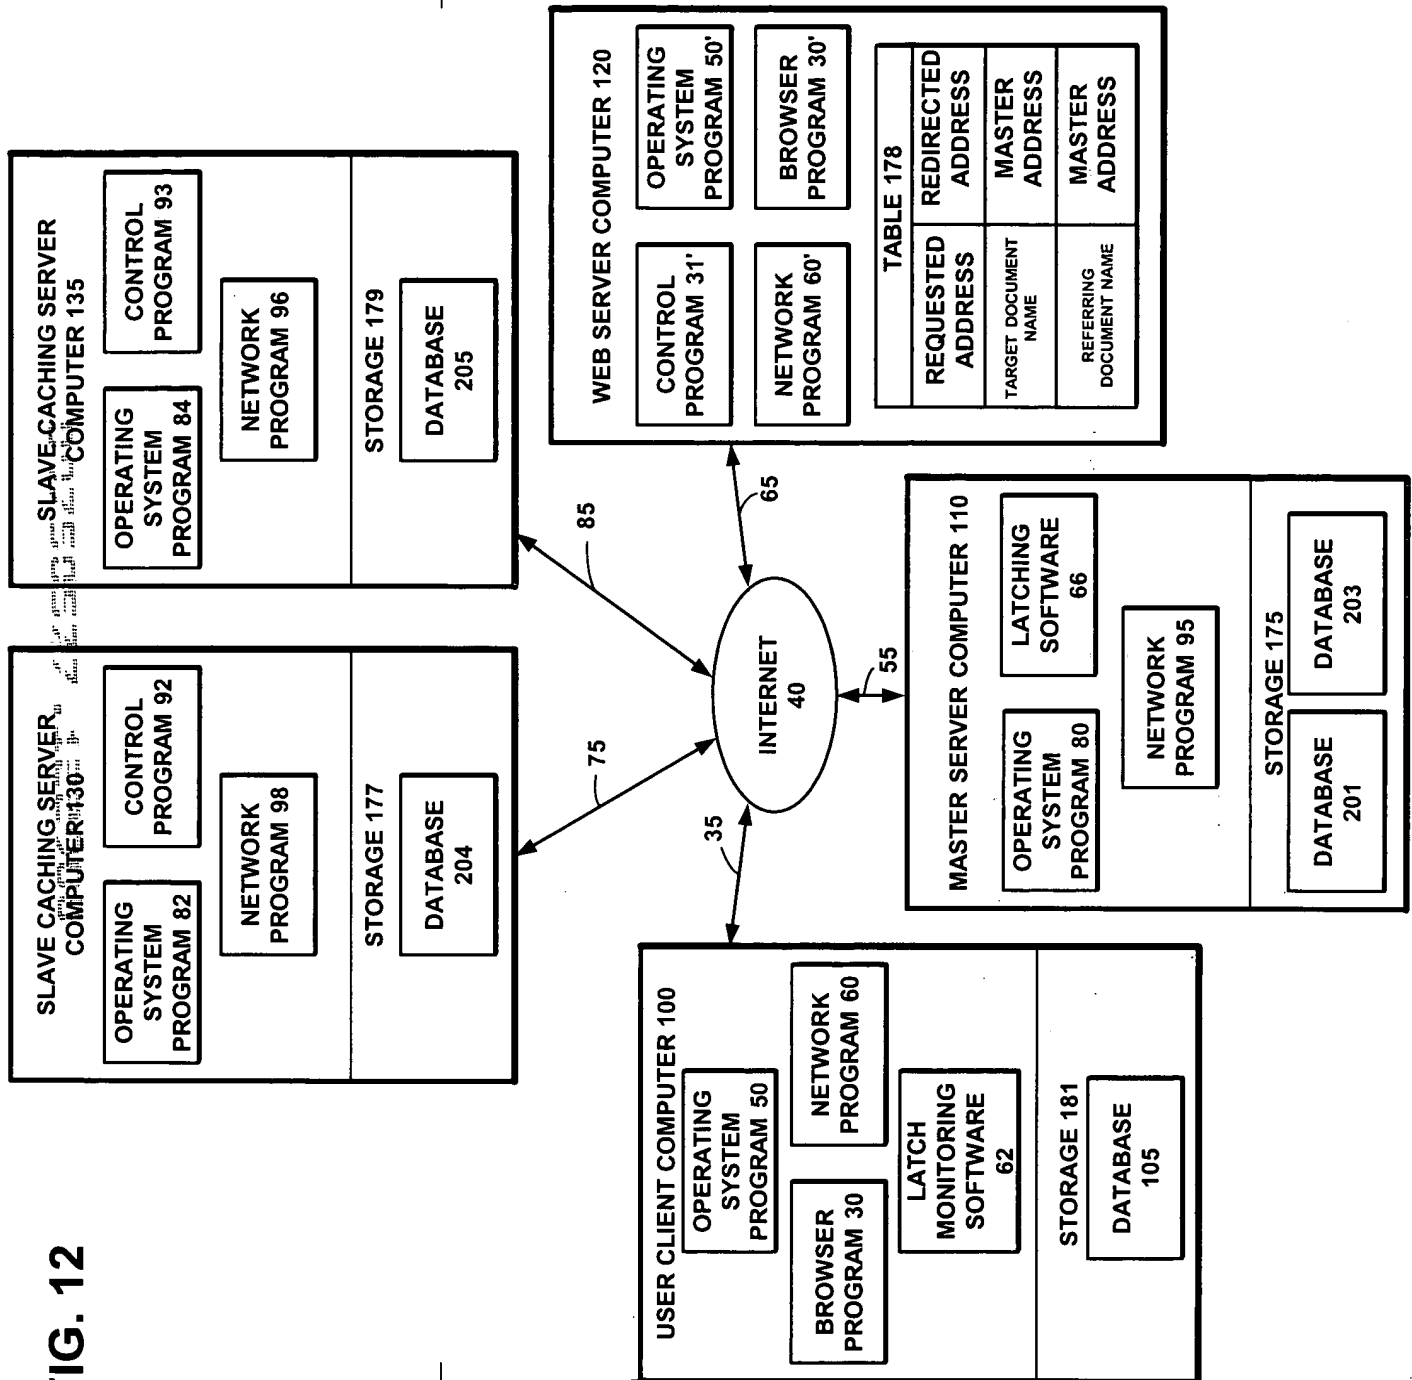 FIG. 12
SLAVE CACHING SERVER
COMPUTER 130
OPERATING
SYSTEM
PROGRAM 82
CONTROL
PROGRAM 92
NETWORK
PROGRAM 98
STORAGE 177
DATABASE
204
SLAVE CACHING SERVER
COMPUTER 135
OPERATING
SYSTEM
PROGRAM 84
CONTROL
PROGRAM 93
NETWORK
PROGRAM 96
STORAGE 179
DATABASE
205
75
85
35
INTERNET
40
65
55
USER CLIENT COMPUTER 100
OPERATING
SYSTEM
PROGRAM 50
BROWSER
PROGRAM 30
NETWORK
PROGRAM 60
LATCH
MONITORING
SOFTWARE
62
STORAGE 181
DATABASE
105
MASTER SERVER COMPUTER 110
OPERATING
SYSTEM
PROGRAM 80
LATCHING
SOFTWARE
66
NETWORK
PROGRAM 95
STORAGE 175
DATABASE
201
DATABASE
203
WEB SERVER COMPUTER 120
CONTROL
PROGRAM 31'
OPERATING
SYSTEM
PROGRAM 50'
NETWORK
PROGRAM 60'
BROWSER
PROGRAM 30'
TABLE 178
REQUESTED
ADDRESS
REDIRECTED
ADDRESS
TARGET DOCUMENT
NAME
MASTER
ADDRESS
REFERRING
DOCUMENT NAME
MASTER
ADDRESS